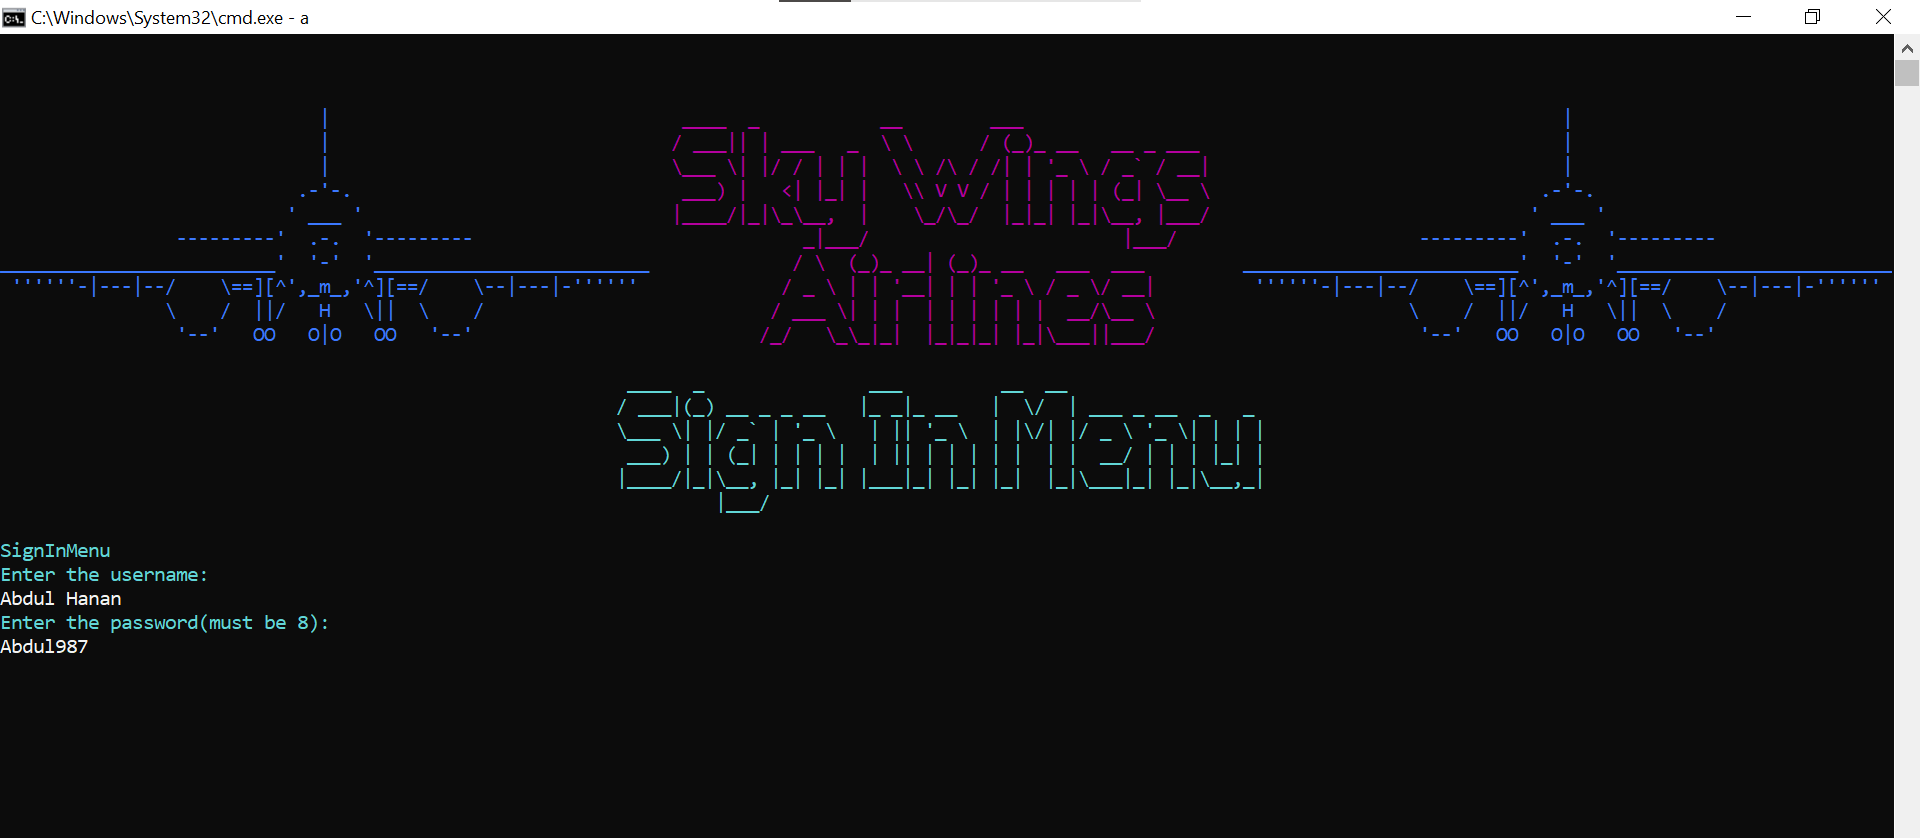 C:\Windows\System32\cmd.exe - a
Sky Wings
Airlines
Sign In Menu
SignInMenu
Enter the username:
Abdul Hanan
Enter the password(must be 8):
Abdul987